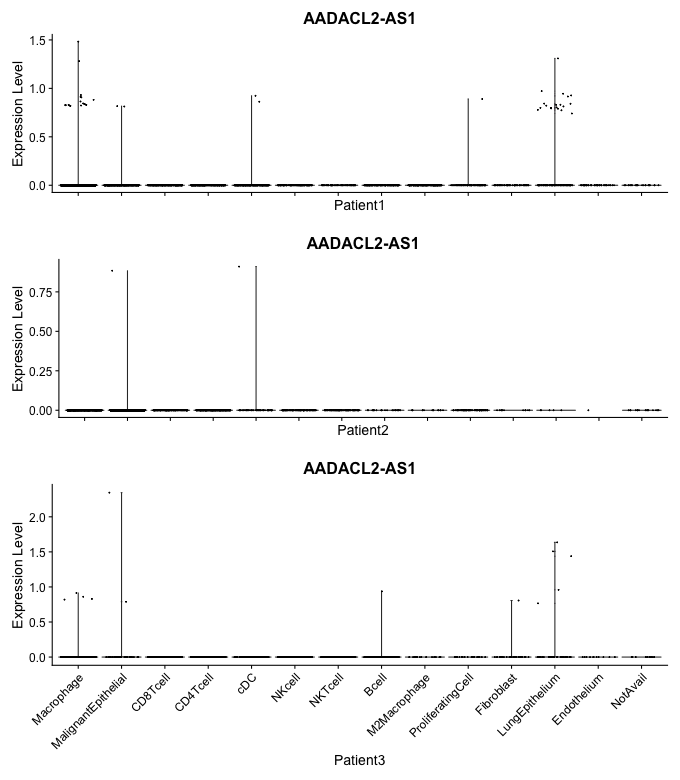 AADACL2-AS1
Expression Level
1.5
1.0
0.5
0.0
Patient1
AADACL2-AS1
Expression Level
0.75
0.50
0.25
0.00
Patient2
AADACL2-AS1
Expression Level
2.0
1.5
1.0
0.5
0.0
Macrophage
MalignantEpithelial
CD8Tcell
CD4Tcell
cDC
NKcell
NKTcell
Bcell
M2Macrophage
ProliferatingCell
Fibroblast
LungEpithelium
Endothelium
NotAvail
Patient3